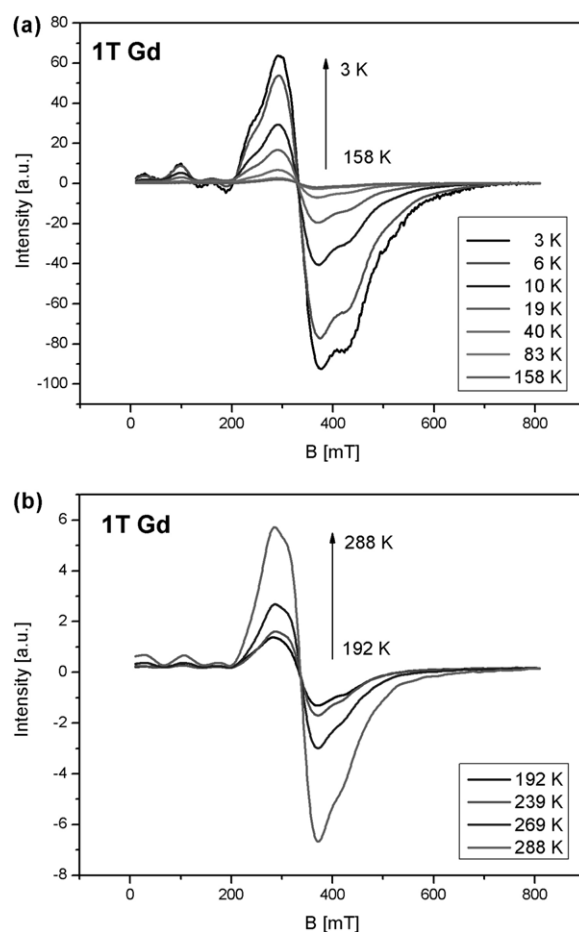 (a)
1T Gd
80
60
40
20
0
-20
-40
-60
-80
-100
Intensity [a.u.]
3 K
158 K
3 K
6 K
10 K
19 K
40 K
83 K
158 K
0
200
400
600
800
B [mT]
(b)
1T Gd
6
4
2
0
-2
-4
-6
-8
Intensity [a.u.]
288 K
192 K
192 K
239 K
269 K
288 K
0
200
400
600
800
B [mT]